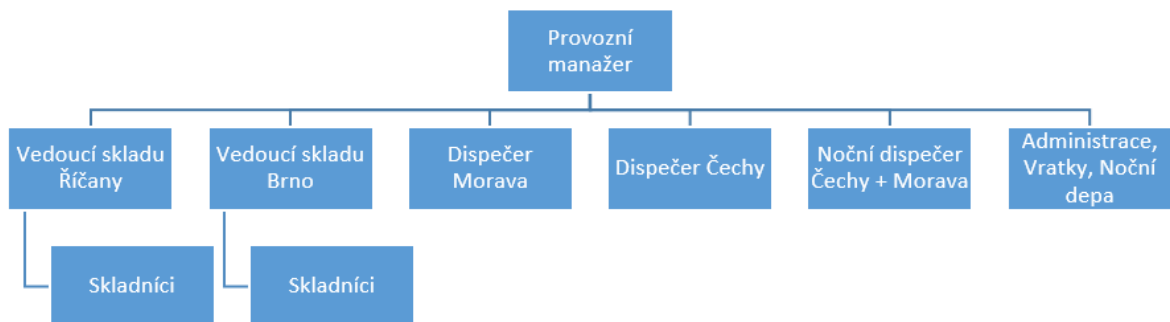 Provozní
manažer
Vedoucí skladu
Říčany
Vedoucí skladu
Brno
Dispečer
Morava
Dispečer Čechy
Noční dispečer
Čechy + Morava
Administrace,
Vratky, Noční
depa
Skladníci
Skladníci